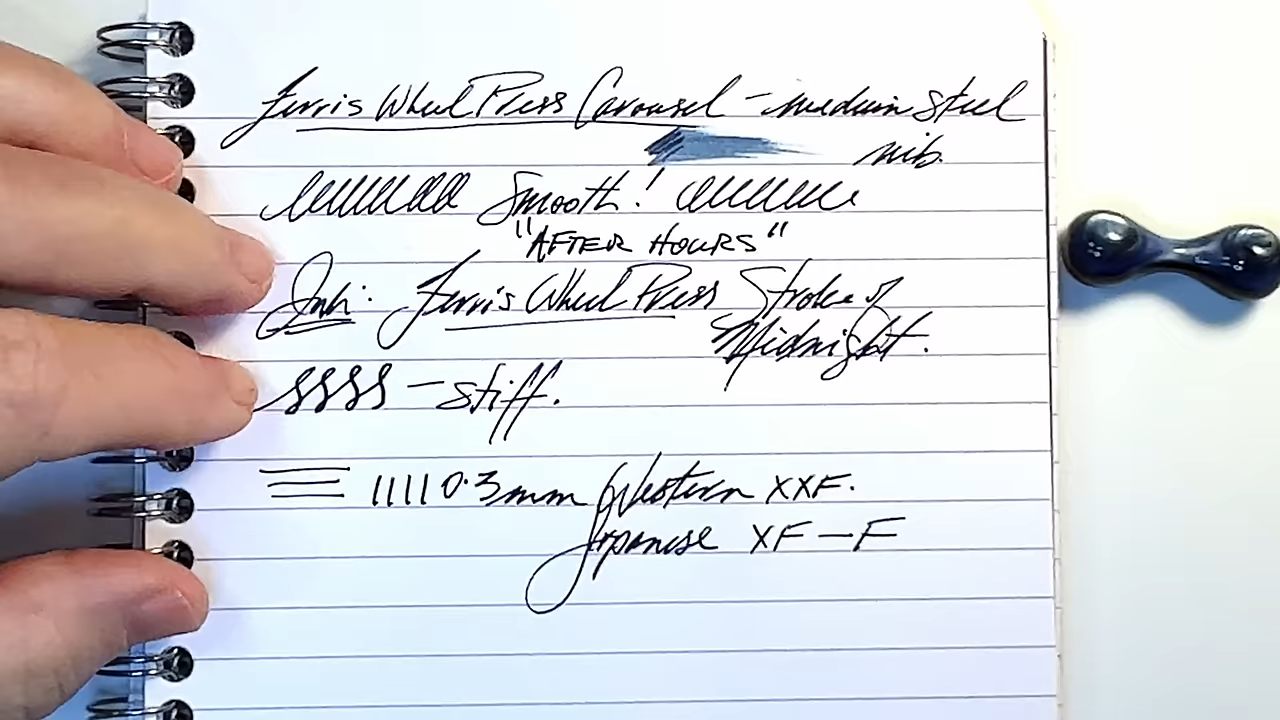 Ferris Wheel Press Carousel – medium steel
nib.
Smooth!
"AFTER HOURS"
Ink: Ferris Wheel Press Stroke of
Midnight.
SSSS – stiff.
0.3mm Western XXF.
Japanese XF – F